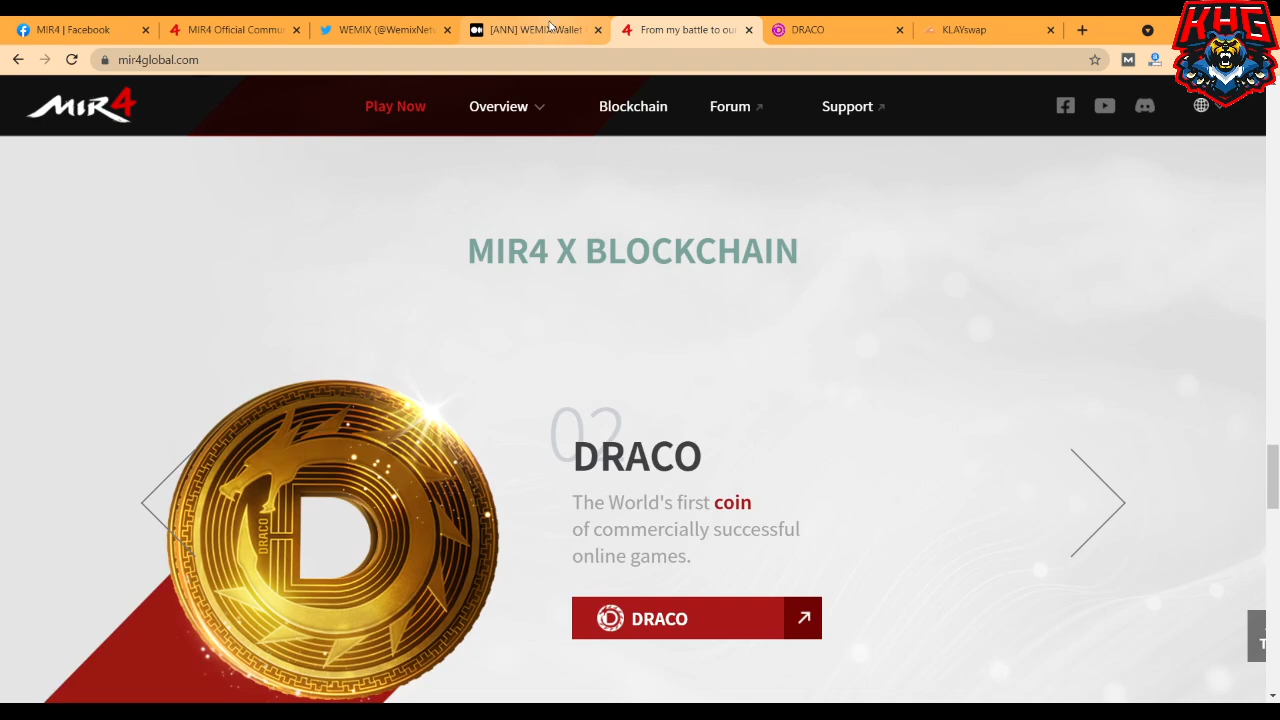 MIR4 | Facebook
MIR4 Official Commu
WEMIX (@WemixNet
[ANN] WEMIX Wallet
From my battle to ou
DRACO
KLAYswap
KHG
mir4global.com
MIR4
Play Now
Overview
Blockchain
Forum
Support
MIR4 X BLOCKCHAIN
02
DRACO
The World's first coin
of commercially successful
online games.
DRACO
DRACO
D
T